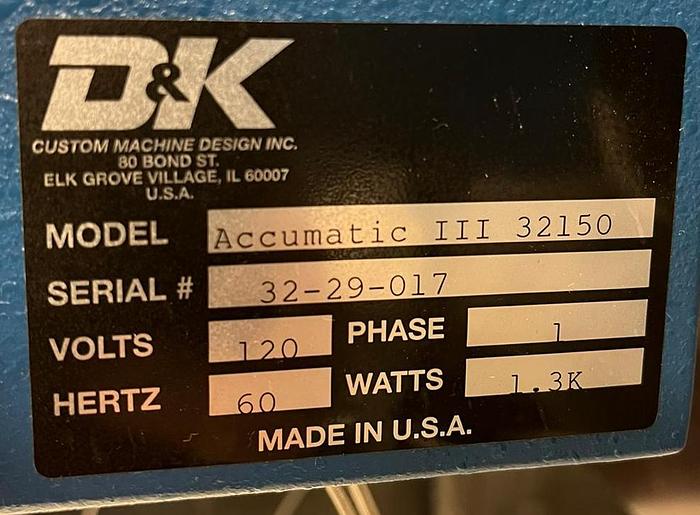 D&K
CUSTOM MACHINE DESIGN INC.
80 BOND ST.
ELK GROVE VILLAGE, IL 60007
U.S.A.
MODEL Accumatic III 32150
SERIAL # 32-29-017
VOLTS 120 PHASE 1
HERTZ 60 WATTS 1.3K
MADE IN U.S.A.